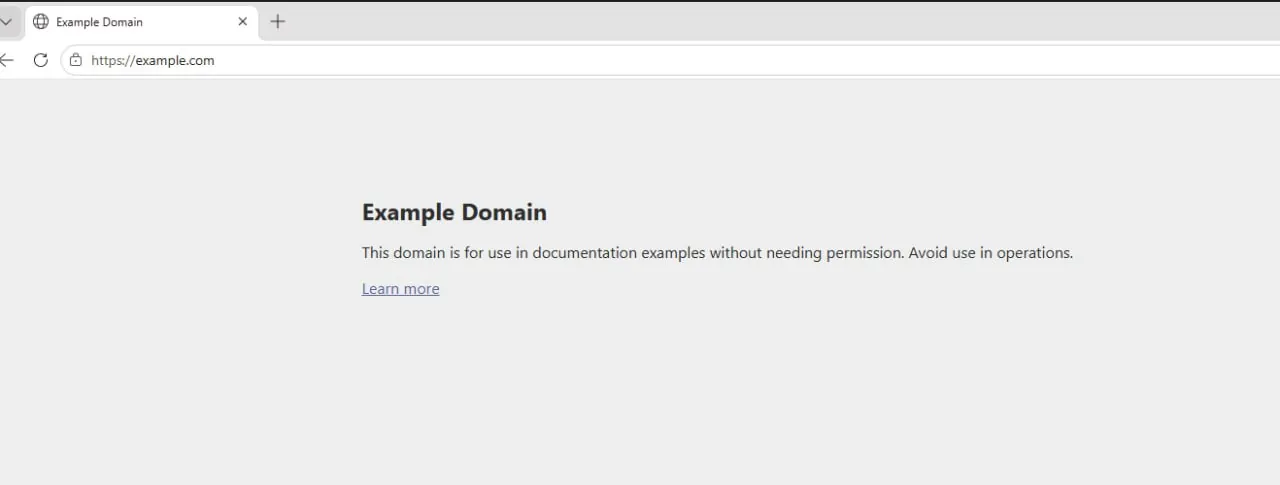 Example Domain
https://example.com
Example Domain
This domain is for use in documentation examples without needing permission. Avoid use in operations.
Learn more